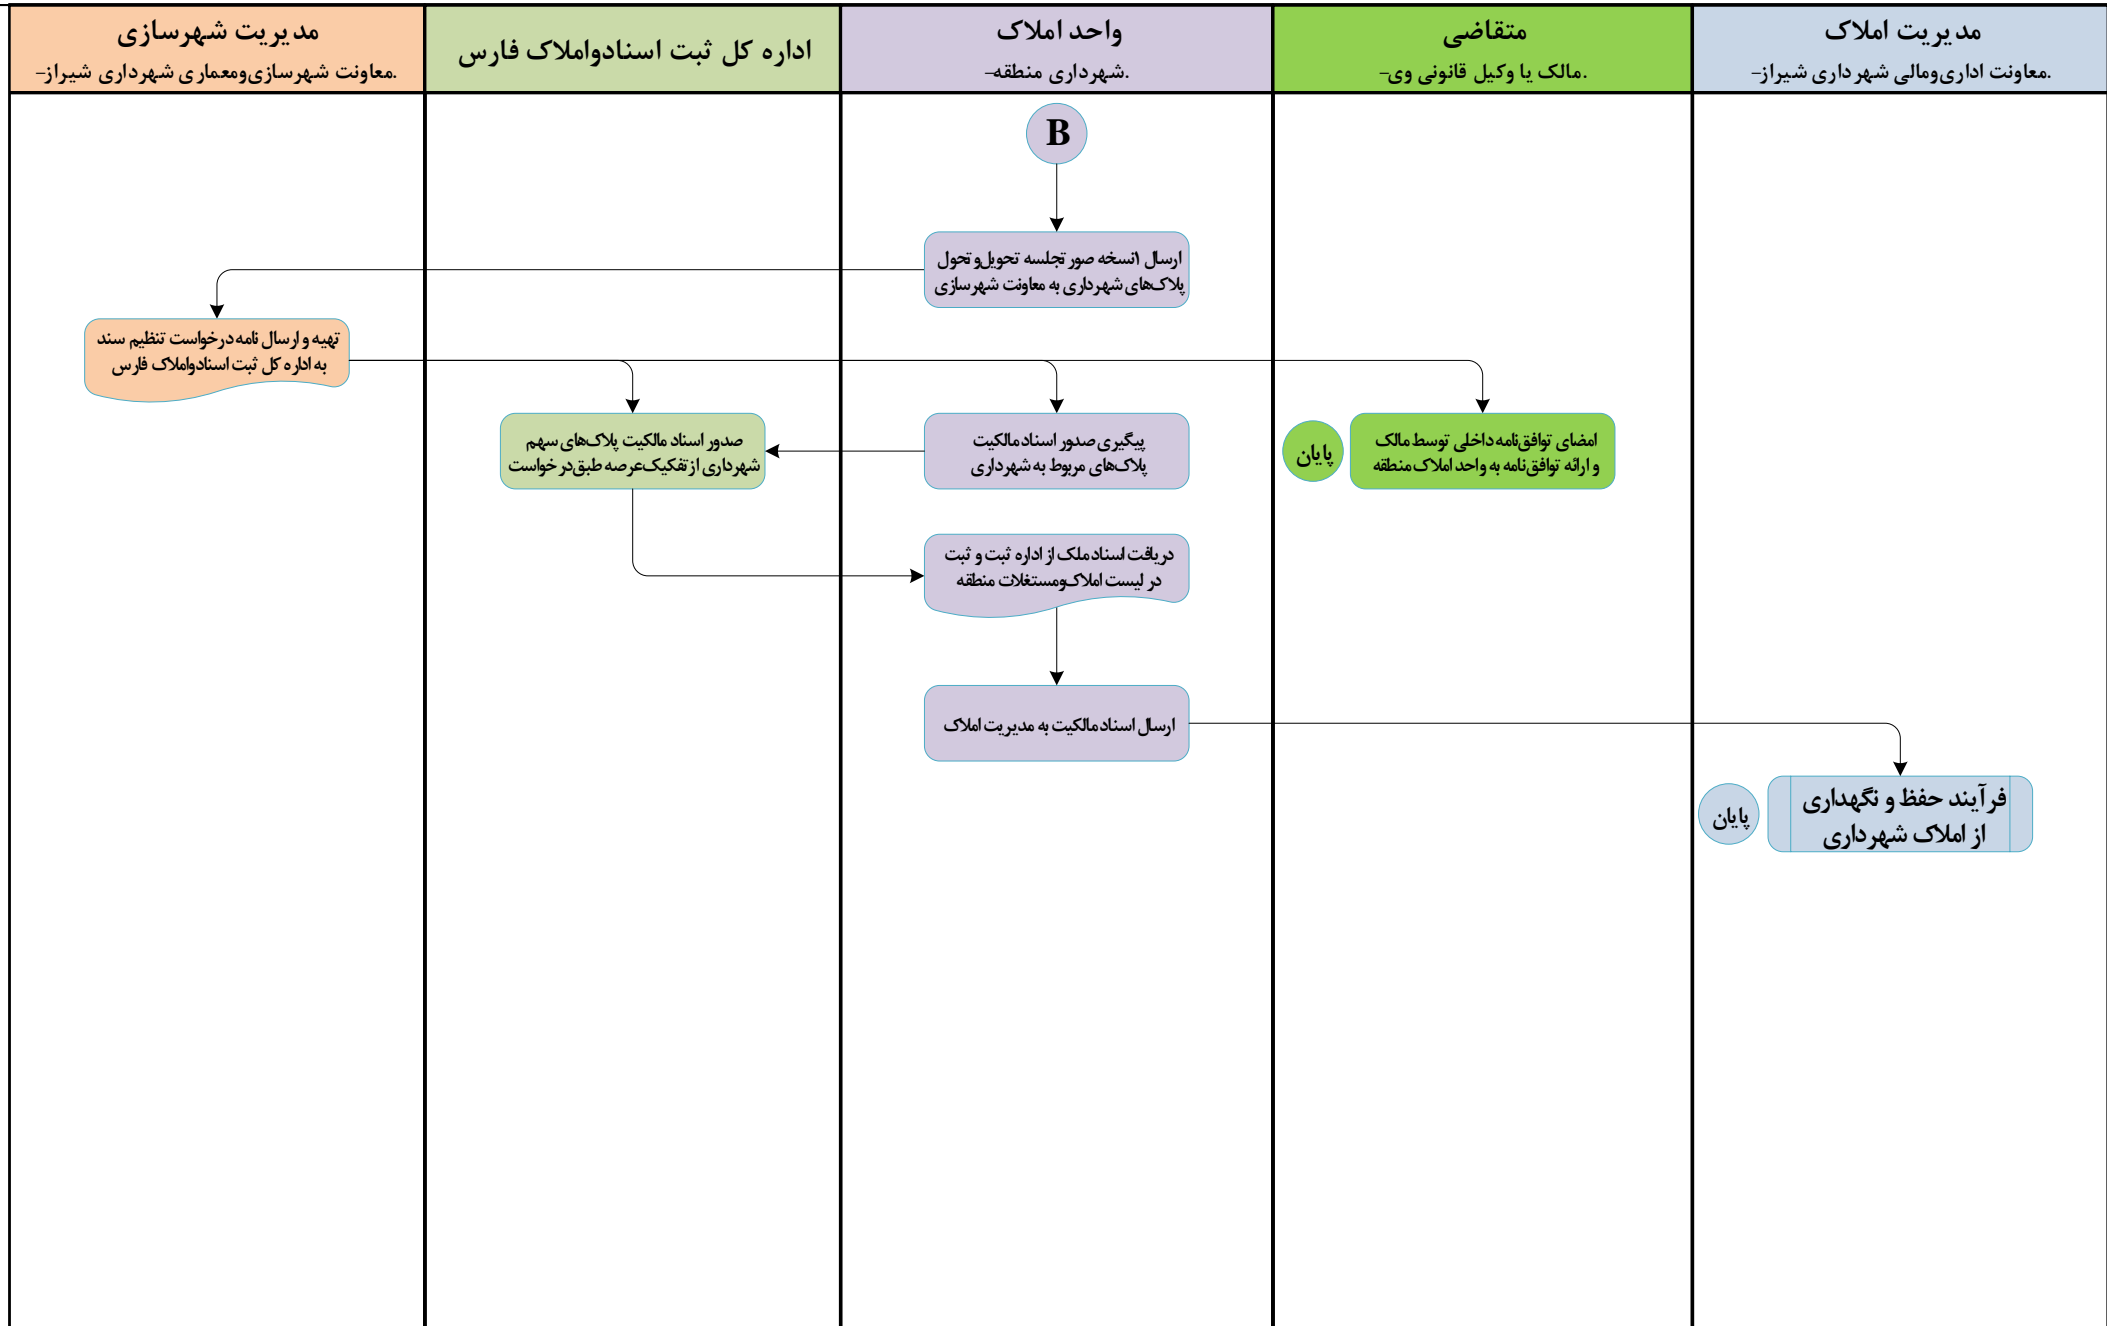 مدیریت املاک
معاونت اداری‌ومالی شهرداری شیراز-.
متقاضی
مالک یا وکیل قانونی وی-.
واحد املاک
شهرداری منطقه-.
اداره کل ثبت اسنادواملاک فارس
مدیریت شهرسازی
معاونت شهرسازی‌ومعماری شهرداری شیراز-.
B
ارسال ۱نسخه صورتجلسه تحویل‌وتحول
پلاک‌های شهرداری به معاونت شهرسازی
تهیه و ارسال نامه درخواست تنظیم سند
به اداره کل ثبت اسنادواملاک فارس
امضای توافق‌نامه داخلی توسط مالک
و ارائه توافق‌نامه به واحد املاک منطقه
پایان
پیگیری صدور اسناد مالکیت
پلاک‌های مربوط به شهرداری
صدور اسناد مالکیت پلاک‌های سهم
شهرداری از تفکیک عرصه طبق درخواست
دریافت اسناد ملک از اداره ثبت و ثبت
در لیست املاک‌ومستغلات منطقه
ارسال اسناد مالکیت به مدیریت املاک
فرآیند حفظ و نگهداری
از املاک شهرداری
پایان